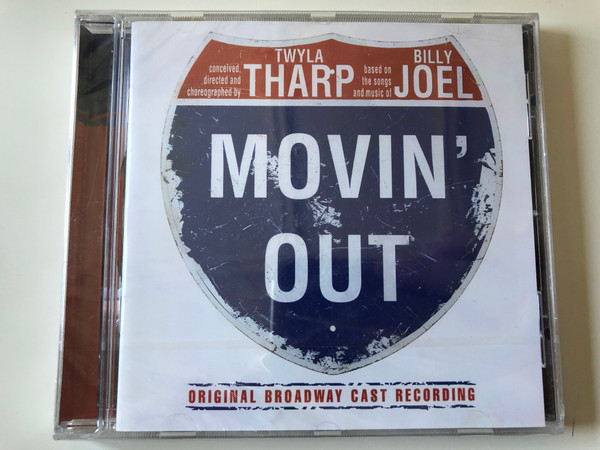 conceived, directed and choreographed by
TWYLA THARP
based on the songs and music of
BILLY JOEL
MOVIN'
OUT
ORIGINAL BROADWAY CAST RECORDING